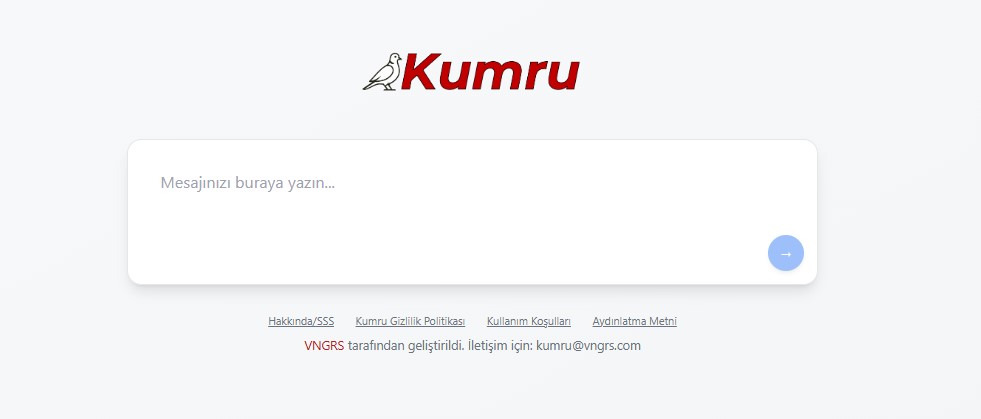 Kumru
Mesajınızı buraya yazın...
→
Hakkında/SSS Kumru Gizlilik Politikası Kullanım Koşulları Aydınlatma Metni
VNGRS tarafından geliştirildi. İletişim için: kumru@vngrs.com